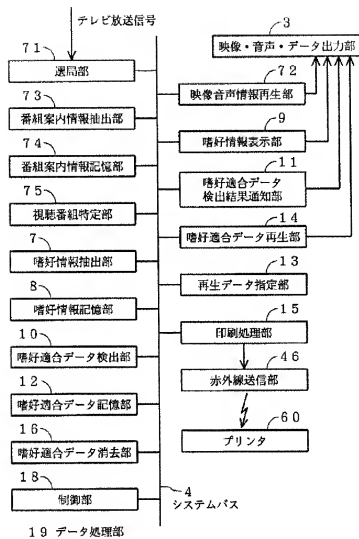 テレビ放送信号
71
選局部
73
番組案内情報抽出部
74
番組案内情報記憶部
75
視聴番組特定部
7
嗜好情報抽出部
8
嗜好情報記憶部
10
嗜好適合データ検出部
12
嗜好適合データ記憶部
16
嗜好適合データ消去部
18
制御部
19 データ処理部
4
システムバス
3
映像・音声・データ出力部
72
映像音声情報再生部
9
嗜好情報表示部
11
嗜好適合データ
検出結果通知部
14
嗜好適合データ再生部
13
再生データ指定部
15
印刷処理部
46
赤外線送信部
60
プリンタ